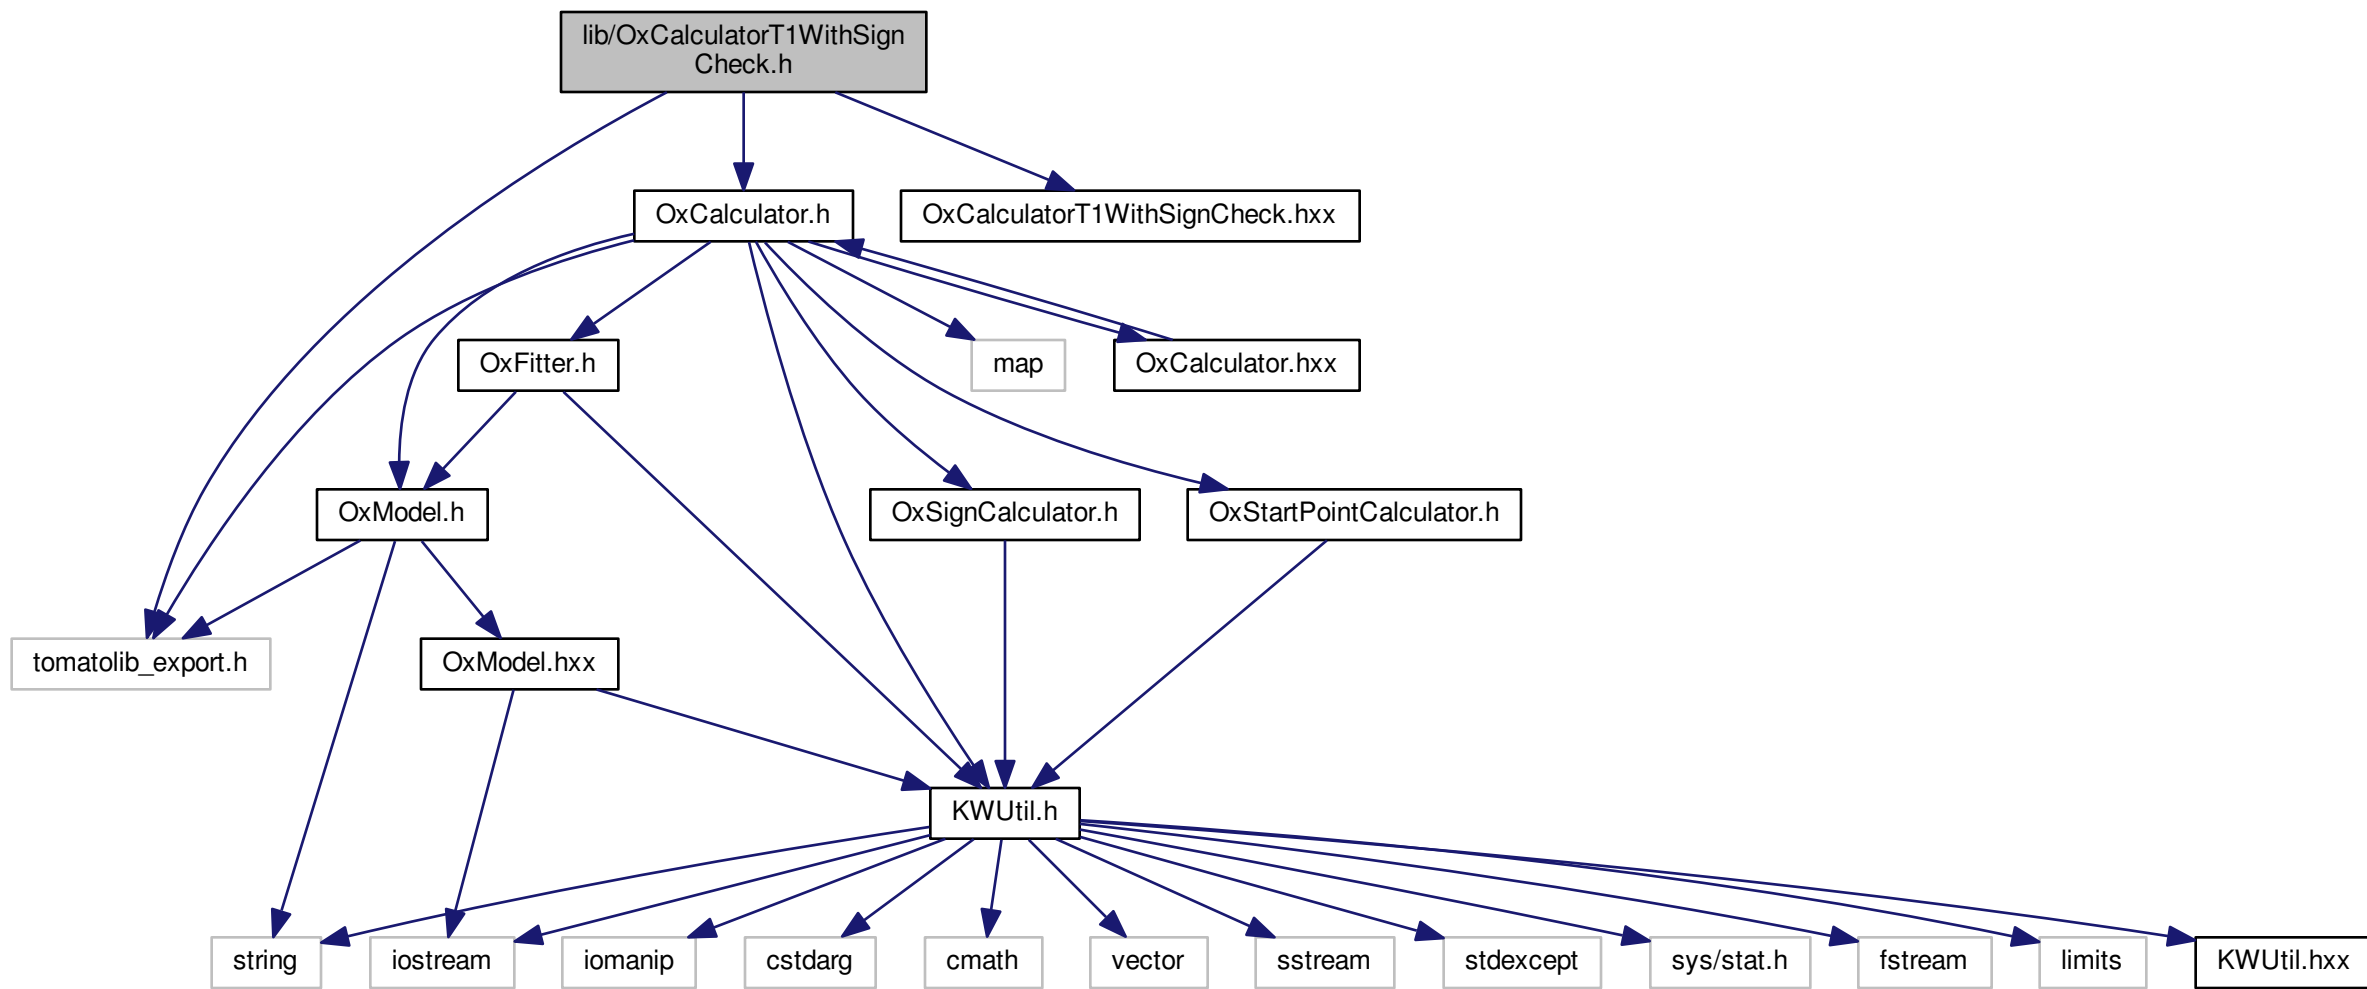 lib/OxCalculatorT1WithSign
Check.h
OxCalculator.h
OxCalculatorT1WithSignCheck.hxx
OxFitter.h
map
OxCalculator.hxx
OxModel.h
OxSignCalculator.h
OxStartPointCalculator.h
tomatolib_export.h
OxModel.hxx
KWUtil.h
string
iostream
iomanip
cstdarg
cmath
vector
sstream
stdexcept
sys/stat.h
fstream
limits
KWUtil.hxx